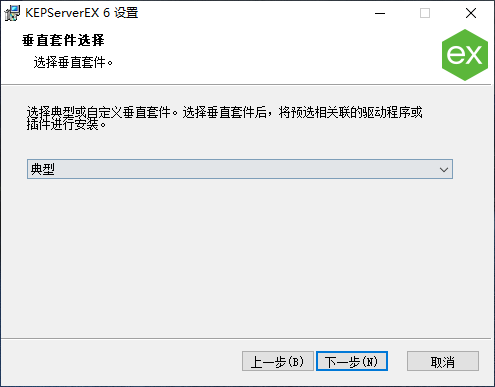 KEPServerEX 6 设置
垂直套件选择
选择垂直套件。
ex
选择典型或自定义垂直套件。选择垂直套件后，将预选相关联的驱动程序或
插件进行安装。
典型
上一步(B) 下一步(N) 取消